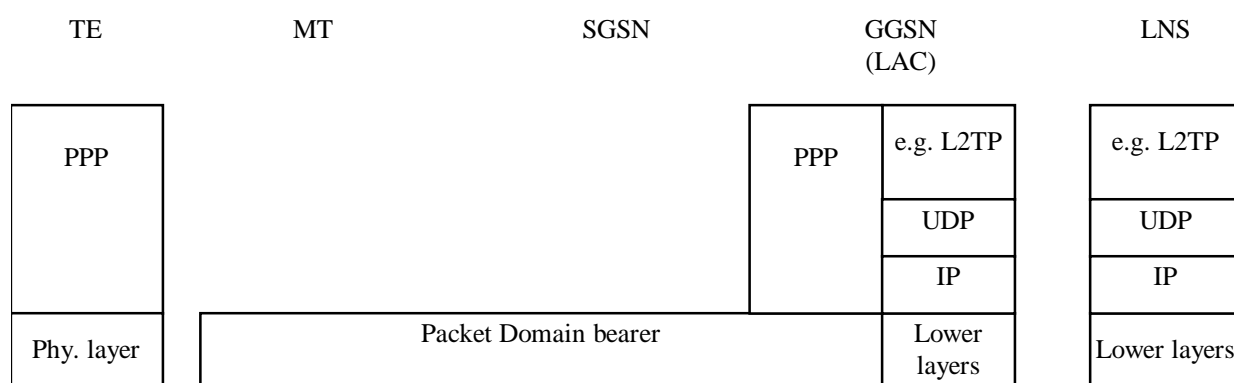 TE MT SGSN GGSN LNS
(LAC)
PPP PPP e.g. L2TP e.g. L2TP
UDP UDP
IP IP
Phy. layer Packet Domain bearer Lower Lower layers
layers